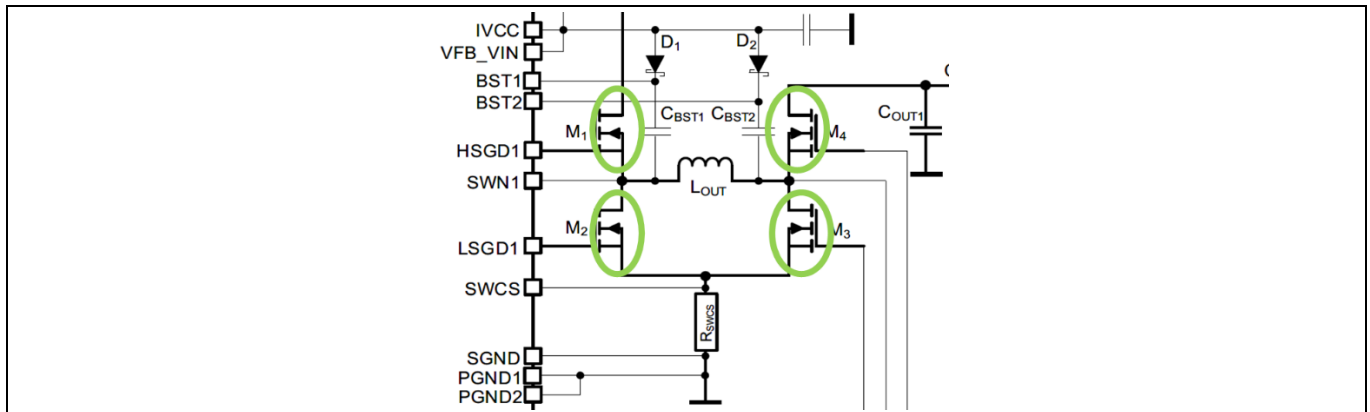 IVCC
VFB_VIN
BST1
BST2
HSGD1
SWN1
LSGD1
SWCS
SGND
PGND1
PGND2
D1
D2
CBST1
CBST2
M1
M4
COUT1
LOUT
M2
M3
RSWCS